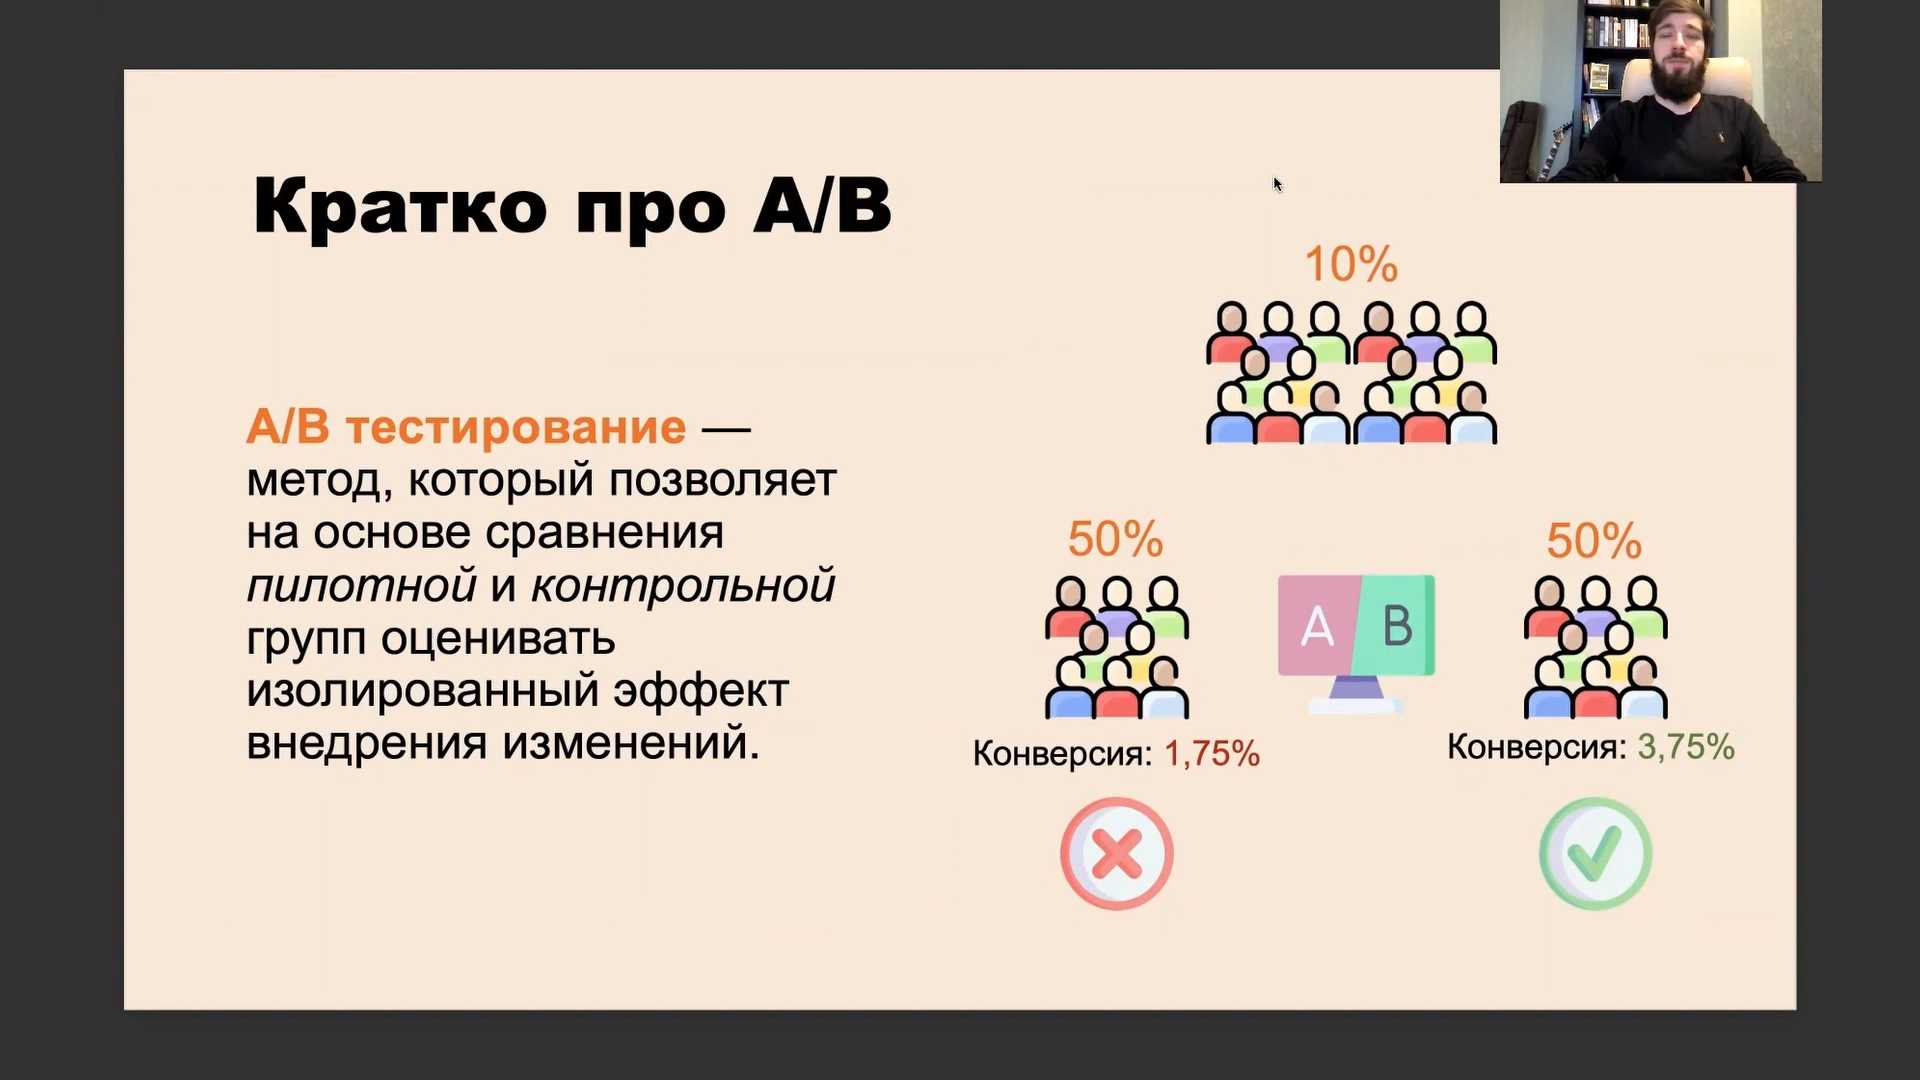 Кратко про A/B
10%
A/B тестирование —
метод, который позволяет
на основе сравнения
пилотной и контрольной
групп оценивать
изолированный эффект
внедрения изменений.
50%
50%
A B
Конверсия: 1,75%
Конверсия: 3,75%